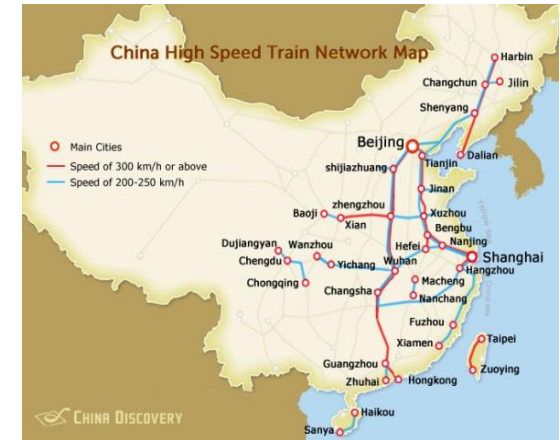 China High Speed Train Network Map
Harbin
Changchun
Jilin
Shenyang
Beijing
Main Cities
Tianjin
Dalian
Speed of 300 km/h or above
shijiazhuang
Speed of 200-250 km/h
Jinan
zhengzhou
Baoji
Xuzhou
Yellow sea
Xian
Bengbu
Dujiangyan
Wanzhou
Hefei
Nanjing
Shanghai
Chengdu
Yichang
Wuhan
Hangzhou
Chongqing
Macheng
Changsha
Nanchang
Fuzhou
Xiamen
Taipei
Guangzhou
Zuoying
Zhuhai
Hongkong
CHINA DISCOVERY
Haikou
Sanya